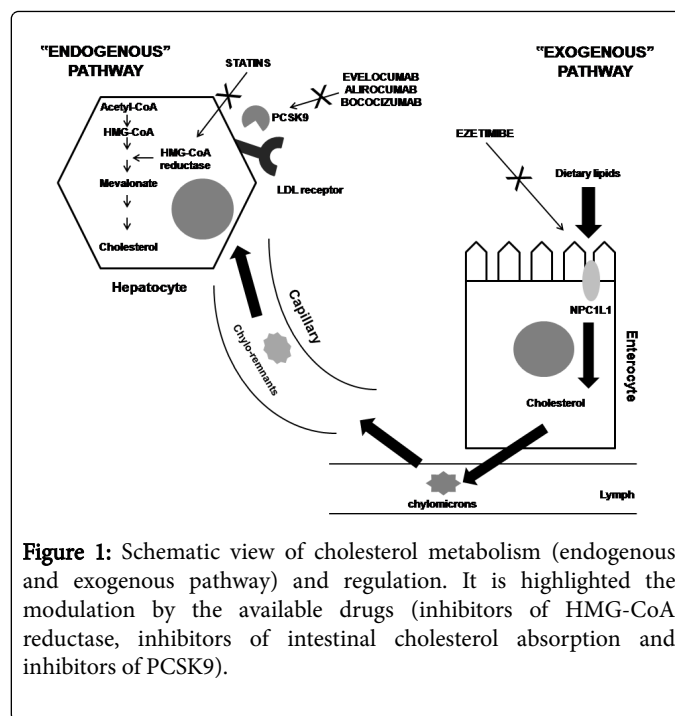 "ENDOGENOUS"
PATHWAY
STATINS
EVELOCUMAB
ALIROCUMAB
BOCOCIZUMAB
"EXOGENOUS"
PATHWAY
Acetyl-CoA
HMG-CoA
HMG-CoA
reductase
Mevalonate
Cholesterol
PCSK9
LDL receptor
Hepatocyte
EZETIMIBE
Dietary lipids
NPC1L1
Cholesterol
Enterocyte
Capillary
Chylo-remnants
chylomicrons
Lymph
Figure 1: Schematic view of cholesterol metabolism (endogenous
and exogenous pathway) and regulation. It is highlighted the
modulation by the available drugs (inhibitors of HMG-CoA
reductase, inhibitors of intestinal cholesterol absorption and
inhibitors of PCSK9).